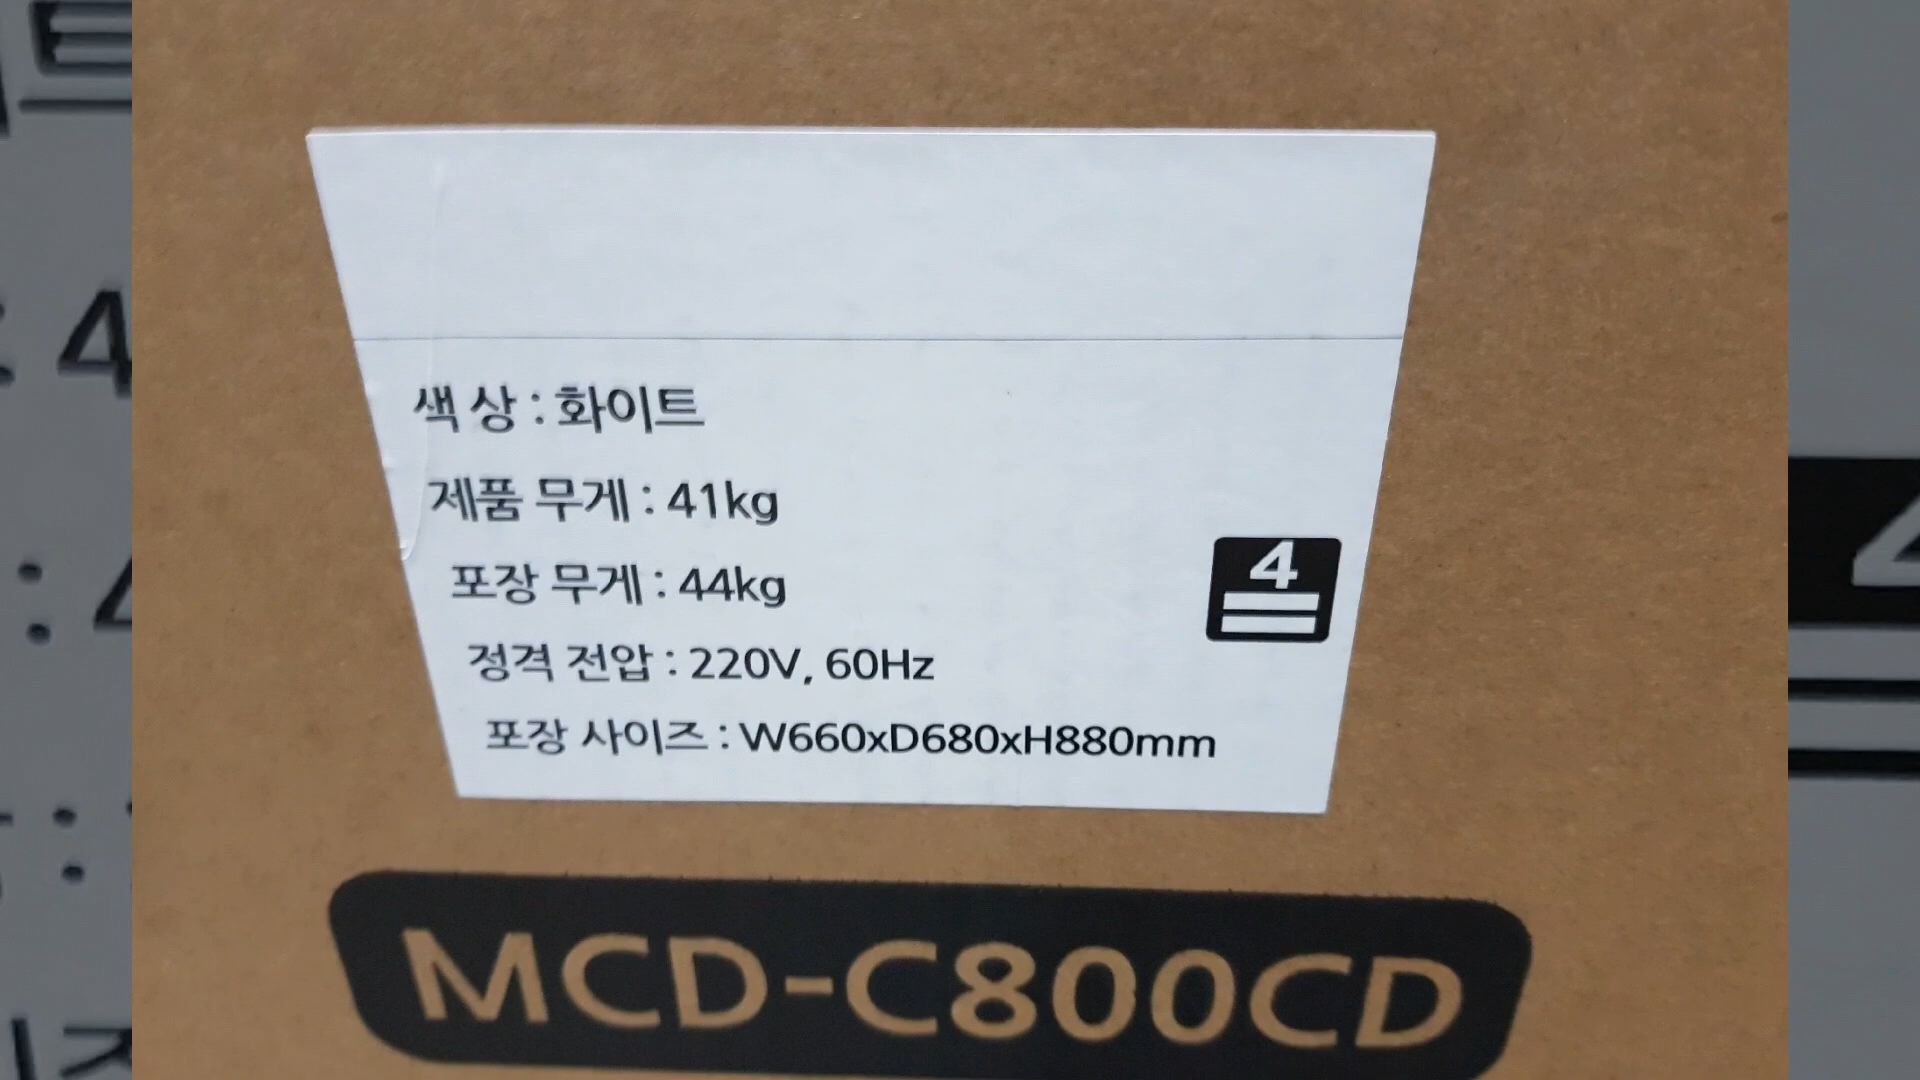 색 상 : 화이트
제품 무게 : 41kg
포장 무게 : 44kg
4
정격 전압 : 220V, 60Hz
포장 사이즈 : W660xD680xH880mm
MCD-C800CD